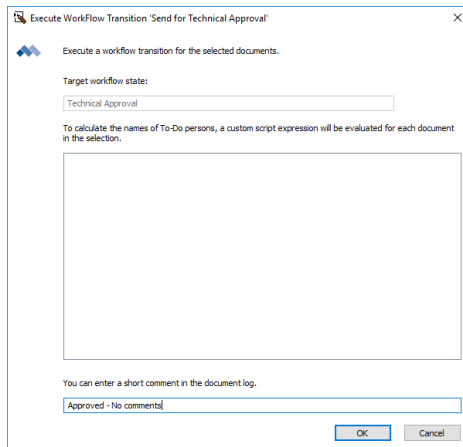 Execute WorkFlow Transition 'Send for Technical Approval'
Execute a workflow transition for the selected documents.
Target workflow state:
Technical Approval
To calculate the names of To-Do persons, a custom script expression will be evaluated for each document
in the selection.
You can enter a short comment in the document log.
Approved - No comments
OK Cancel